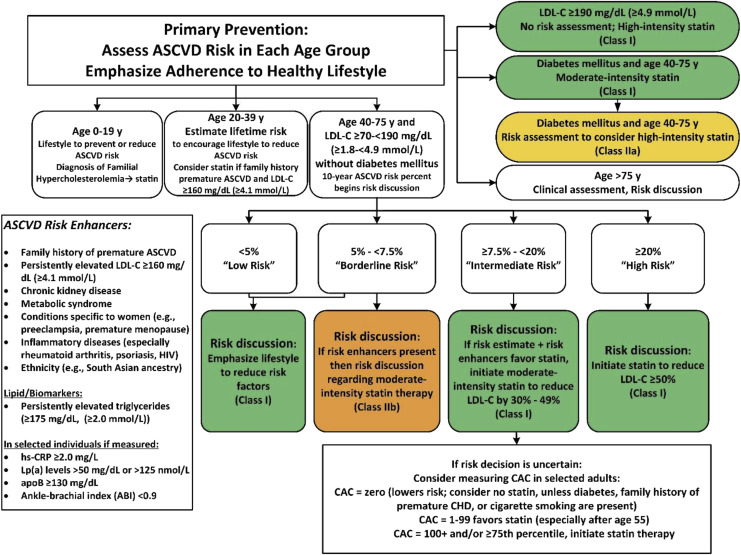 Primary Prevention:
Assess ASCVD Risk in Each Age Group
Emphasize Adherence to Healthy Lifestyle
LDL-C ≥190 mg/dL (≥4.9 mmol/L)
No risk assessment; High-intensity statin
(Class I)
Diabetes mellitus and age 40-75 y
Moderate-intensity statin
(Class I)
Diabetes mellitus and age 40-75 y
Risk assessment to consider high-intensity statin
(Class IIa)
Age >75 y
Clinical assessment, Risk discussion
Age 0-19 y
Lifestyle to prevent or reduce
ASCVD risk
Diagnosis of Familial
Hypercholesterolemia→ statin
Age 20-39 y
Estimate lifetime risk
to encourage lifestyle to reduce
ASCVD risk
Consider statin if family history
premature ASCVD and LDL-C
≥160 mg/dL (≥4.1 mmol/L)
Age 40-75 y and
LDL-C ≥70-<190 mg/dL
(≥1.8-<4.9 mmol/L)
without diabetes mellitus
10-year ASCVD risk percent
begins risk discussion
ASCVD Risk Enhancers:
• Family history of premature ASCVD
• Persistently elevated LDL-C ≥160 mg/
dL (≥4.1 mmol/L)
• Chronic kidney disease
• Metabolic syndrome
• Conditions specific to women (e.g.,
preeclampsia, premature menopause)
• Inflammatory diseases (especially
rheumatoid arthritis, psoriasis, HIV)
• Ethnicity (e.g., South Asian ancestry)
Lipid/Biomarkers:
• Persistently elevated triglycerides
(≥175 mg/dL, (≥2.0 mmol/L))
In selected individuals if measured:
• hs-CRP ≥2.0 mg/L
• Lp(a) levels >50 mg/dL or >125 nmol/L
• apoB ≥130 mg/dL
• Ankle-brachial index (ABI) <0.9
<5%
"Low Risk"
5% - <7.5%
"Borderline Risk"
≥7.5% - <20%
"Intermediate Risk"
≥20%
"High Risk"
Risk discussion:
Emphasize lifestyle
to reduce risk
factors
(Class I)
Risk discussion:
If risk enhancers present
then risk discussion
regarding moderate-
intensity statin therapy
(Class IIb)
Risk discussion:
If risk estimate + risk
enhancers favor statin,
initiate moderate-
intensity statin to reduce
LDL-C by 30% - 49%
(Class I)
Risk discussion:
Initiate statin to reduce
LDL-C ≥50%
(Class I)
If risk decision is uncertain:
Consider measuring CAC in selected adults:
CAC = zero (lowers risk; consider no statin, unless diabetes, family history of
premature CHD, or cigarette smoking are present)
CAC = 1-99 favors statin (especially after age 55)
CAC = 100+ and/or ≥75th percentile, initiate statin therapy